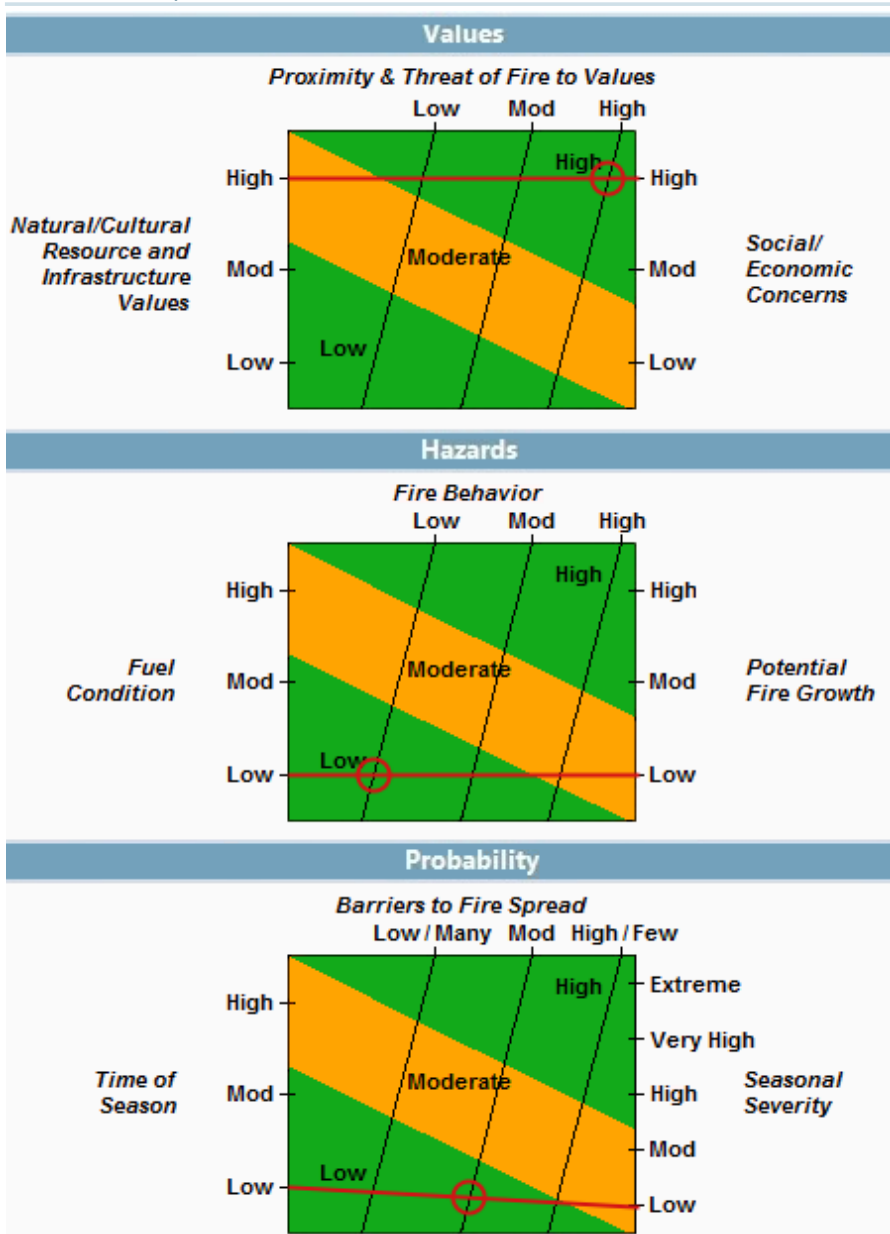 Values
Proximity & Threat of Fire to Values
Low Mod High
High
High
High
Natural/Cultural
Resource and
Infrastructure
Values
Mod
Moderate
Mod
Social/
Economic
Concerns
Low
Low
Low
Hazards
Fire Behavior
Low Mod High
High
High
High
Fuel
Condition
Mod
Moderate
Mod
Potential
Fire Growth
Low
Low
Low
Probability
Barriers to Fire Spread
Low / Many Mod High / Few
High
High
Extreme
Very High
Time of
Season
Mod
Moderate
High
Seasonal
Severity
Mod
Low
Low
Low